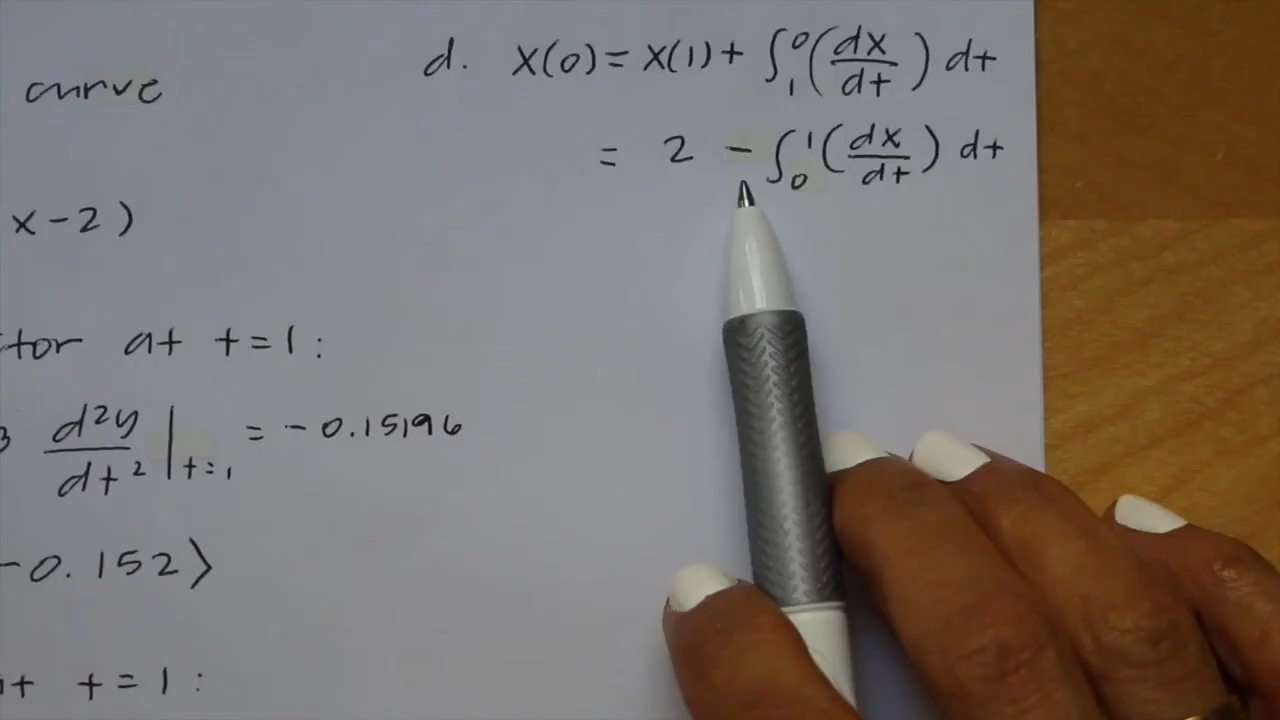 curve
x-2)
tor at t=1:
d²y/dt² |t=1 = -0.15196
-0.152⟩
t=1:
d. x(0) = x(1) + ∫₁⁰ (dx/dt) dt
= 2 - ∫₀¹ (dx/dt) dt